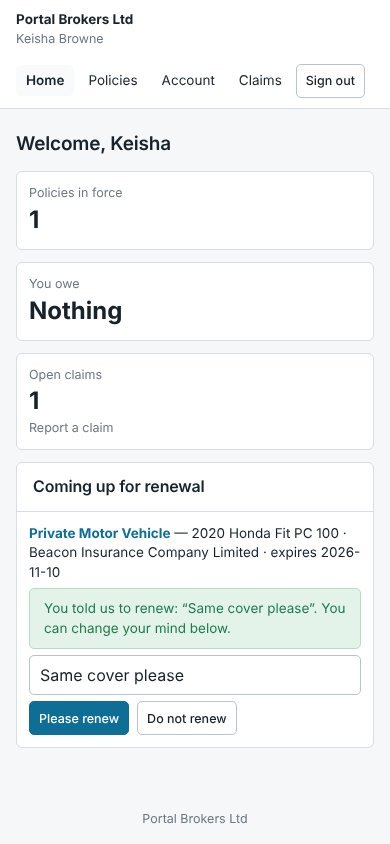 Portal Brokers Ltd
Keisha Browne
Home Policies Account Claims Sign out
Welcome, Keisha
Policies in force
1
You owe
Nothing
Open claims
1
Report a claim
Coming up for renewal
Private Motor Vehicle — 2020 Honda Fit PC 100 ·
Beacon Insurance Company Limited · expires 2026-
11-10
You told us to renew: “Same cover please”. You
can change your mind below.
Same cover please
Please renew Do not renew
Portal Brokers Ltd